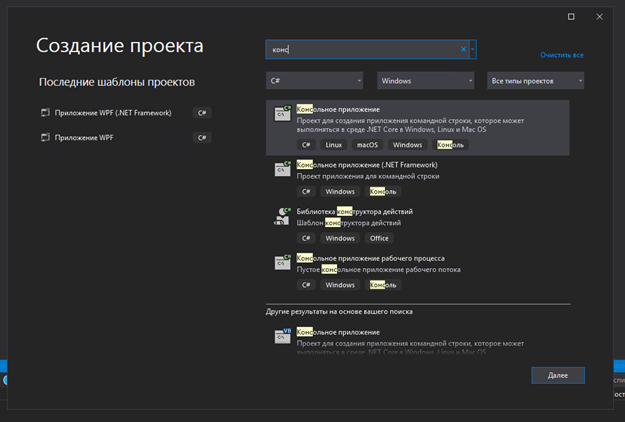 Создание проекта
конс
Очистить все
Последние шаблоны проектов
C#
Windows
Все типы проектов
Приложение WPF (.NET Framework)
C#
Приложение WPF
C#
Консольное приложение
Проект для создания приложения командной строки, которое может
выполняться в среде .NET Core в Windows, Linux и Mac OS
C# Linux macOS Windows Консоль
Консольное приложение (.NET Framework)
Проект приложения для командной строки
C# Windows Консоль
Библиотека конструктора действий
Шаблон конструктора действий
C# Windows Office
Консольное приложение рабочего процесса
Пустое консольное приложение рабочего потока
C# Windows Консоль
Другие результаты на основе вашего поиска
Консольное приложение
Проект для создания приложения командной строки, которое может
выполняться в среде .NET Core в Windows, Linux и Mac OS
Далее